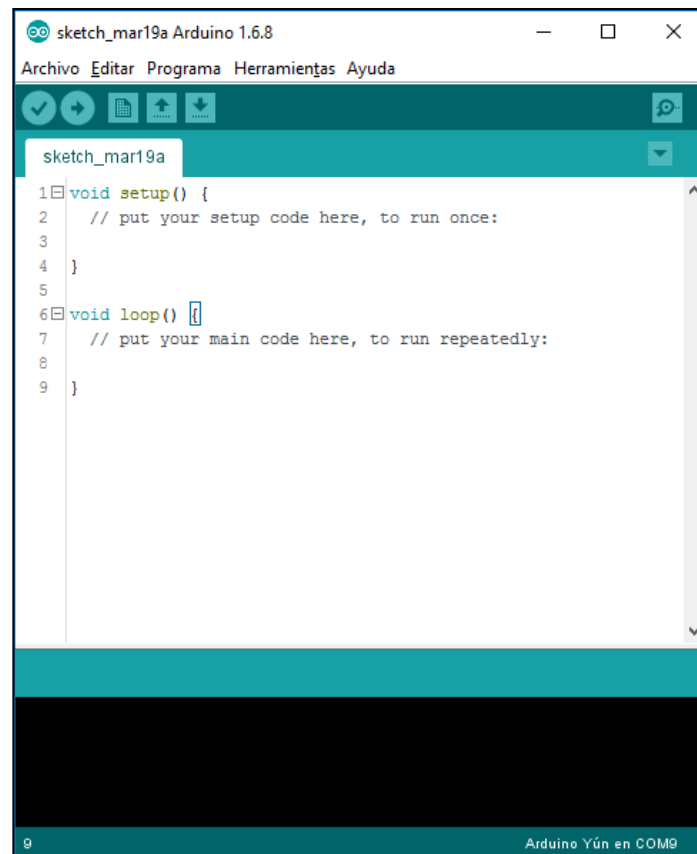 sketch_mar19a Arduino 1.6.8
Archivo Editar Programa Herramientas Ayuda
sketch_mar19a
1 void setup() {
2 // put your setup code here, to run once:
3
4 }
5
6 void loop() {
7 // put your main code here, to run repeatedly:
8
9 }
9 Arduino Yún en COM9